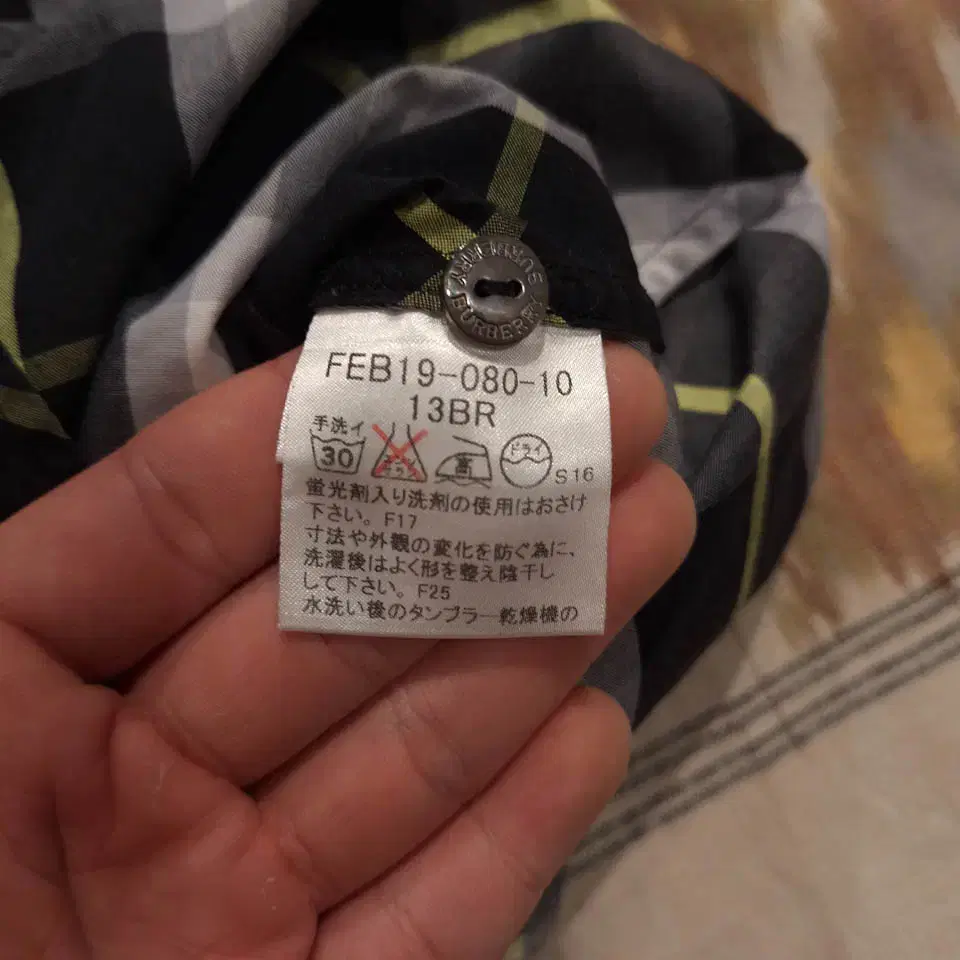 BURBERRY
BURBERRY
FEB19-080-10
13BR
手洗イ
30
高
ドライ
S16
蛍光剤入り洗剤の使用はおさけ
下さい。F17
寸法や外観の変化を防ぐ為に、
洗濯後はよく形を整え陰干し
して下さい。F25
水洗い後のタンブラー乾燥機の